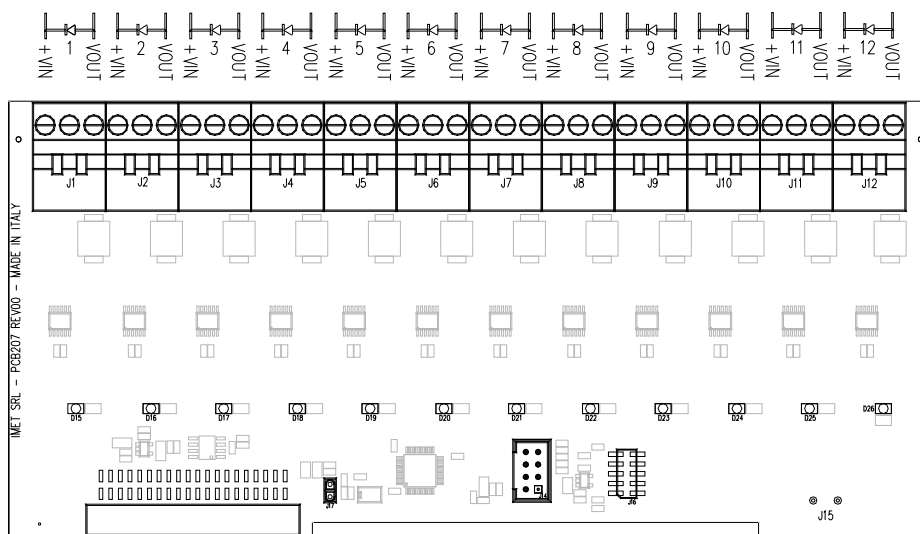 1 2 3 4 5 6 7 8 9 10 11 12
+ VIN VOUT + VIN VOUT + VIN VOUT + VIN VOUT + VIN VOUT + VIN VOUT + VIN VOUT + VIN VOUT + VIN VOUT + VIN VOUT + VIN VOUT + VIN VOUT
J1 J2 J3 J4 J5 J6 J7 J8 J9 J10 J11 J12
IMET SRL - PCB207 REV00 - MADE IN ITALY
D15 D16 D17 D18 D19 D20 D21 D22 D23 D24 D25 D26
J17 J14 J16 J15